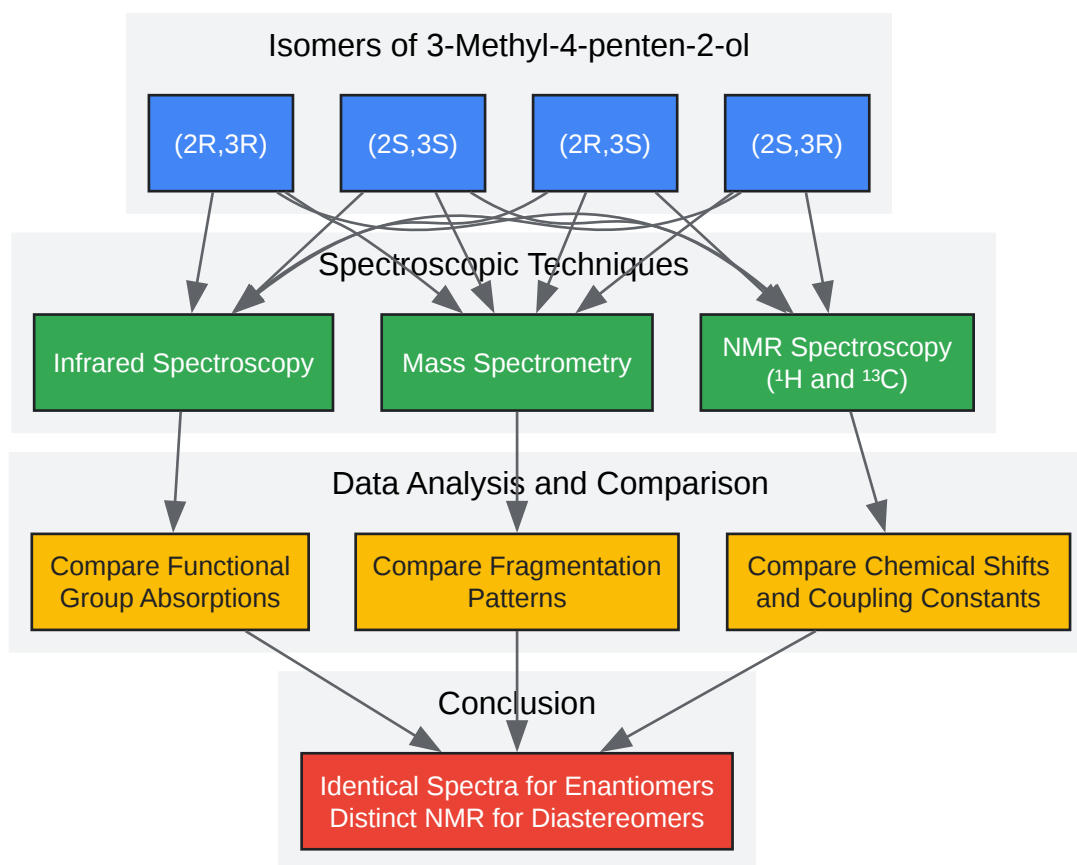 Isomers of 3-Methyl-4-penten-2-ol
(2R,3R)
(2S,3S)
(2R,3S)
(2S,3R)
Spectroscopic Techniques
Infrared Spectroscopy
Mass Spectrometry
NMR Spectroscopy
(¹H and ¹³C)
Data Analysis and Comparison
Compare Functional
Group Absorptions
Compare Fragmentation
Patterns
Compare Chemical Shifts
and Coupling Constants
Conclusion
Identical Spectra for Enantiomers
Distinct NMR for Diastereomers